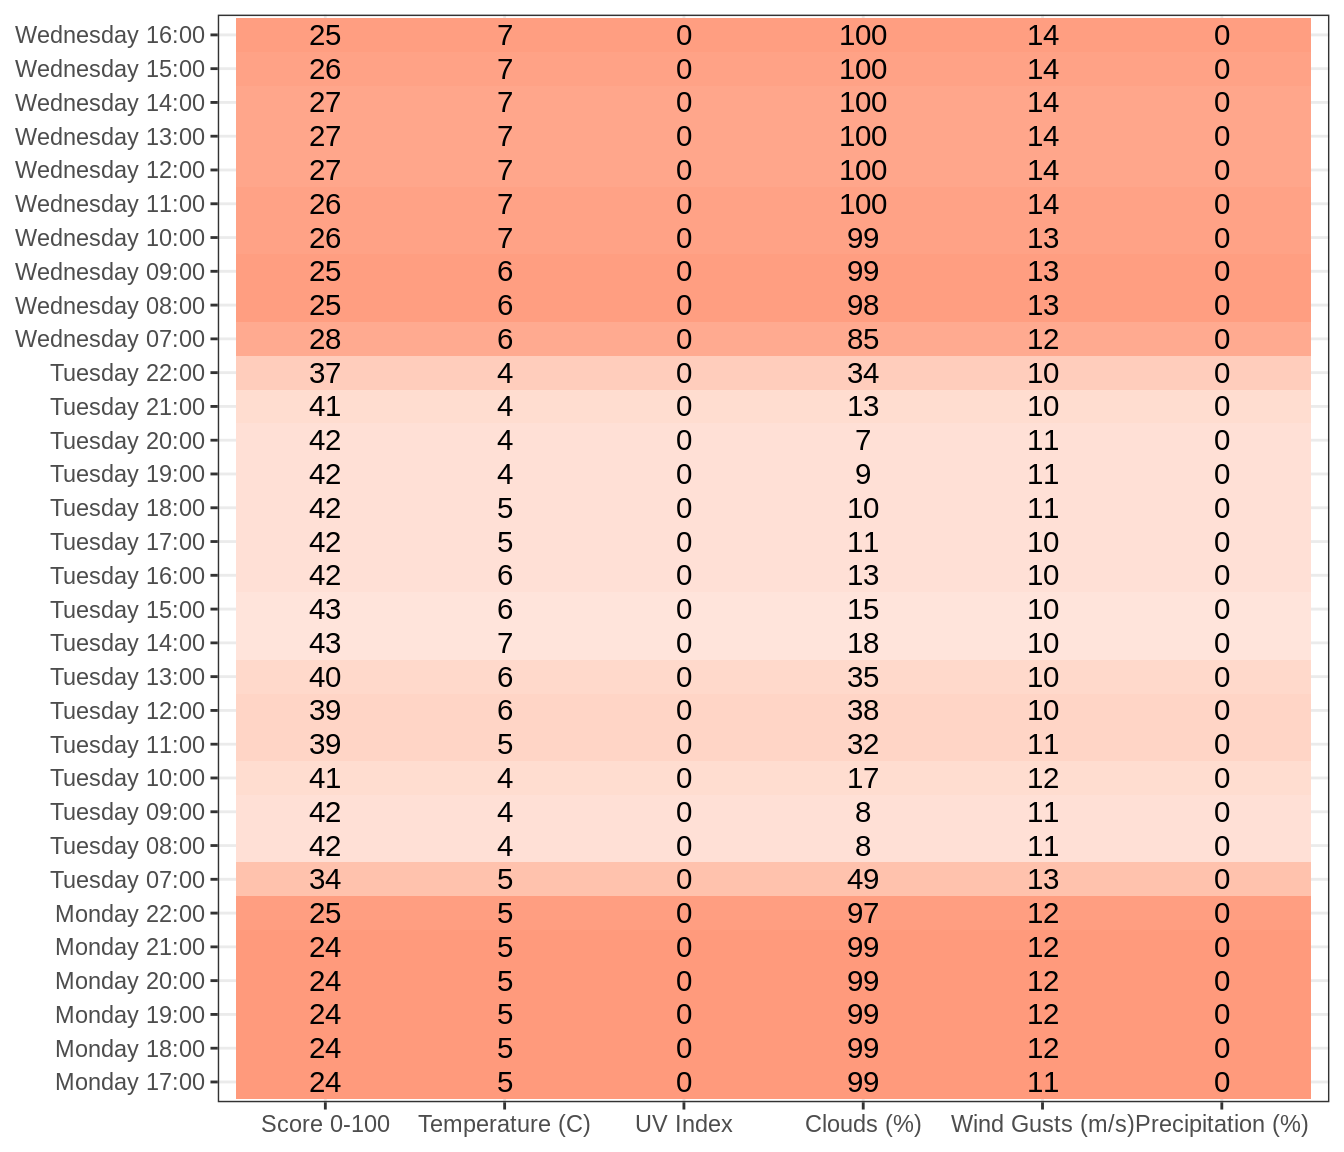 Wednesday 16:00 25 7 0 100 14 0
Wednesday 15:00 26 7 0 100 14 0
Wednesday 14:00 27 7 0 100 14 0
Wednesday 13:00 27 7 0 100 14 0
Wednesday 12:00 27 7 0 100 14 0
Wednesday 11:00 26 7 0 100 14 0
Wednesday 10:00 26 7 0 99 13 0
Wednesday 09:00 25 6 0 99 13 0
Wednesday 08:00 25 6 0 98 13 0
Wednesday 07:00 28 6 0 85 12 0
Tuesday 22:00 37 4 0 34 10 0
Tuesday 21:00 41 4 0 13 10 0
Tuesday 20:00 42 4 0 7 11 0
Tuesday 19:00 42 4 0 9 11 0
Tuesday 18:00 42 5 0 10 11 0
Tuesday 17:00 42 5 0 11 10 0
Tuesday 16:00 42 6 0 13 10 0
Tuesday 15:00 43 6 0 15 10 0
Tuesday 14:00 43 7 0 18 10 0
Tuesday 13:00 40 6 0 35 10 0
Tuesday 12:00 39 6 0 38 10 0
Tuesday 11:00 39 5 0 32 11 0
Tuesday 10:00 41 4 0 17 12 0
Tuesday 09:00 42 4 0 8 11 0
Tuesday 08:00 42 4 0 8 11 0
Tuesday 07:00 34 5 0 49 13 0
Monday 22:00 25 5 0 97 12 0
Monday 21:00 24 5 0 99 12 0
Monday 20:00 24 5 0 99 12 0
Monday 19:00 24 5 0 99 12 0
Monday 18:00 24 5 0 99 12 0
Monday 17:00 24 5 0 99 11 0
Score 0-100 Temperature (C) UV Index Clouds (%) Wind Gusts (m/s) Precipitation (%)